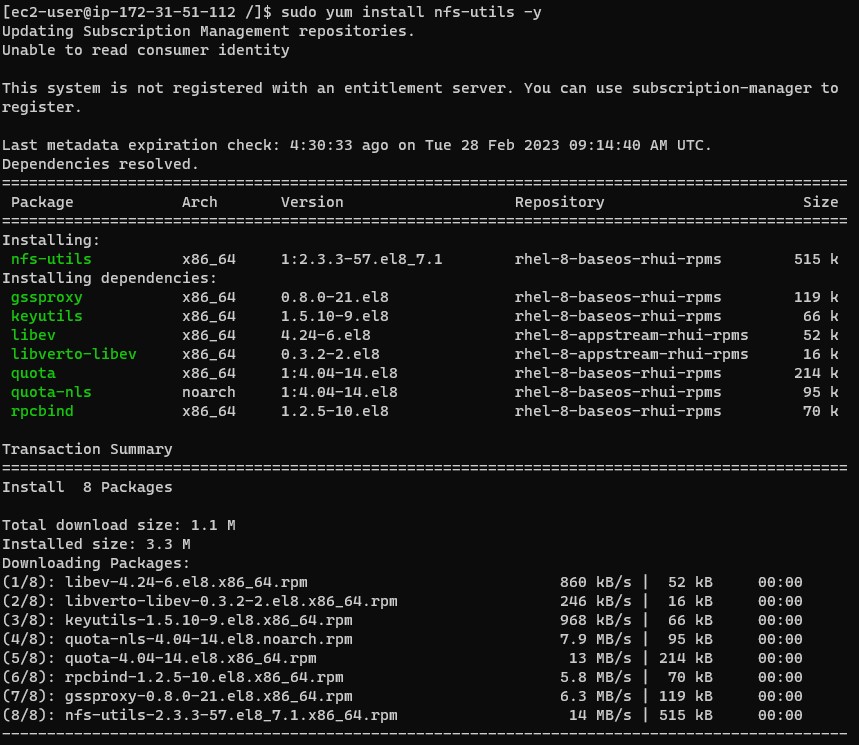 [ec2-user@ip-172-31-51-112 /]$ sudo yum install nfs-utils -y
Updating Subscription Management repositories.
Unable to read consumer identity

This system is not registered with an entitlement server. You can use subscription-manager to
register.

Last metadata expiration check: 4:30:33 ago on Tue 28 Feb 2023 09:14:40 AM UTC.
Dependencies resolved.
==============================================================================================
 Package            Arch       Version                   Repository                      Size
==============================================================================================
Installing:
 nfs-utils          x86_64     1:2.3.3-57.el8_7.1        rhel-8-baseos-rhui-rpms        515 k
Installing dependencies:
 gssproxy           x86_64     0.8.0-21.el8              rhel-8-baseos-rhui-rpms        119 k
 keyutils           x86_64     1.5.10-9.el8              rhel-8-baseos-rhui-rpms         66 k
 libev              x86_64     4.24-6.el8                rhel-8-appstream-rhui-rpms      52 k
 libverto-libev     x86_64     0.3.2-2.el8               rhel-8-appstream-rhui-rpms      16 k
 quota              x86_64     1:4.04-14.el8             rhel-8-baseos-rhui-rpms        214 k
 quota-nls          noarch     1:4.04-14.el8             rhel-8-baseos-rhui-rpms         95 k
 rpcbind            x86_64     1.2.5-10.el8              rhel-8-baseos-rhui-rpms         70 k

Transaction Summary
==============================================================================================
Install  8 Packages

Total download size: 1.1 M
Installed size: 3.3 M
Downloading Packages:
(1/8): libev-4.24-6.el8.x86_64.rpm                            860 kB/s |  52 kB     00:00
(2/8): libverto-libev-0.3.2-2.el8.x86_64.rpm                  246 kB/s |  16 kB     00:00
(3/8): keyutils-1.5.10-9.el8.x86_64.rpm                       968 kB/s |  66 kB     00:00
(4/8): quota-nls-4.04-14.el8.noarch.rpm                       7.9 MB/s |  95 kB     00:00
(5/8): quota-4.04-14.el8.x86_64.rpm                            13 MB/s | 214 kB     00:00
(6/8): rpcbind-1.2.5-10.el8.x86_64.rpm                        5.8 MB/s |  70 kB     00:00
(7/8): gssproxy-0.8.0-21.el8.x86_64.rpm                       6.3 MB/s | 119 kB     00:00
(8/8): nfs-utils-2.3.3-57.el8_7.1.x86_64.rpm                   14 MB/s | 515 kB     00:00
----------------------------------------------------------------------------------------------